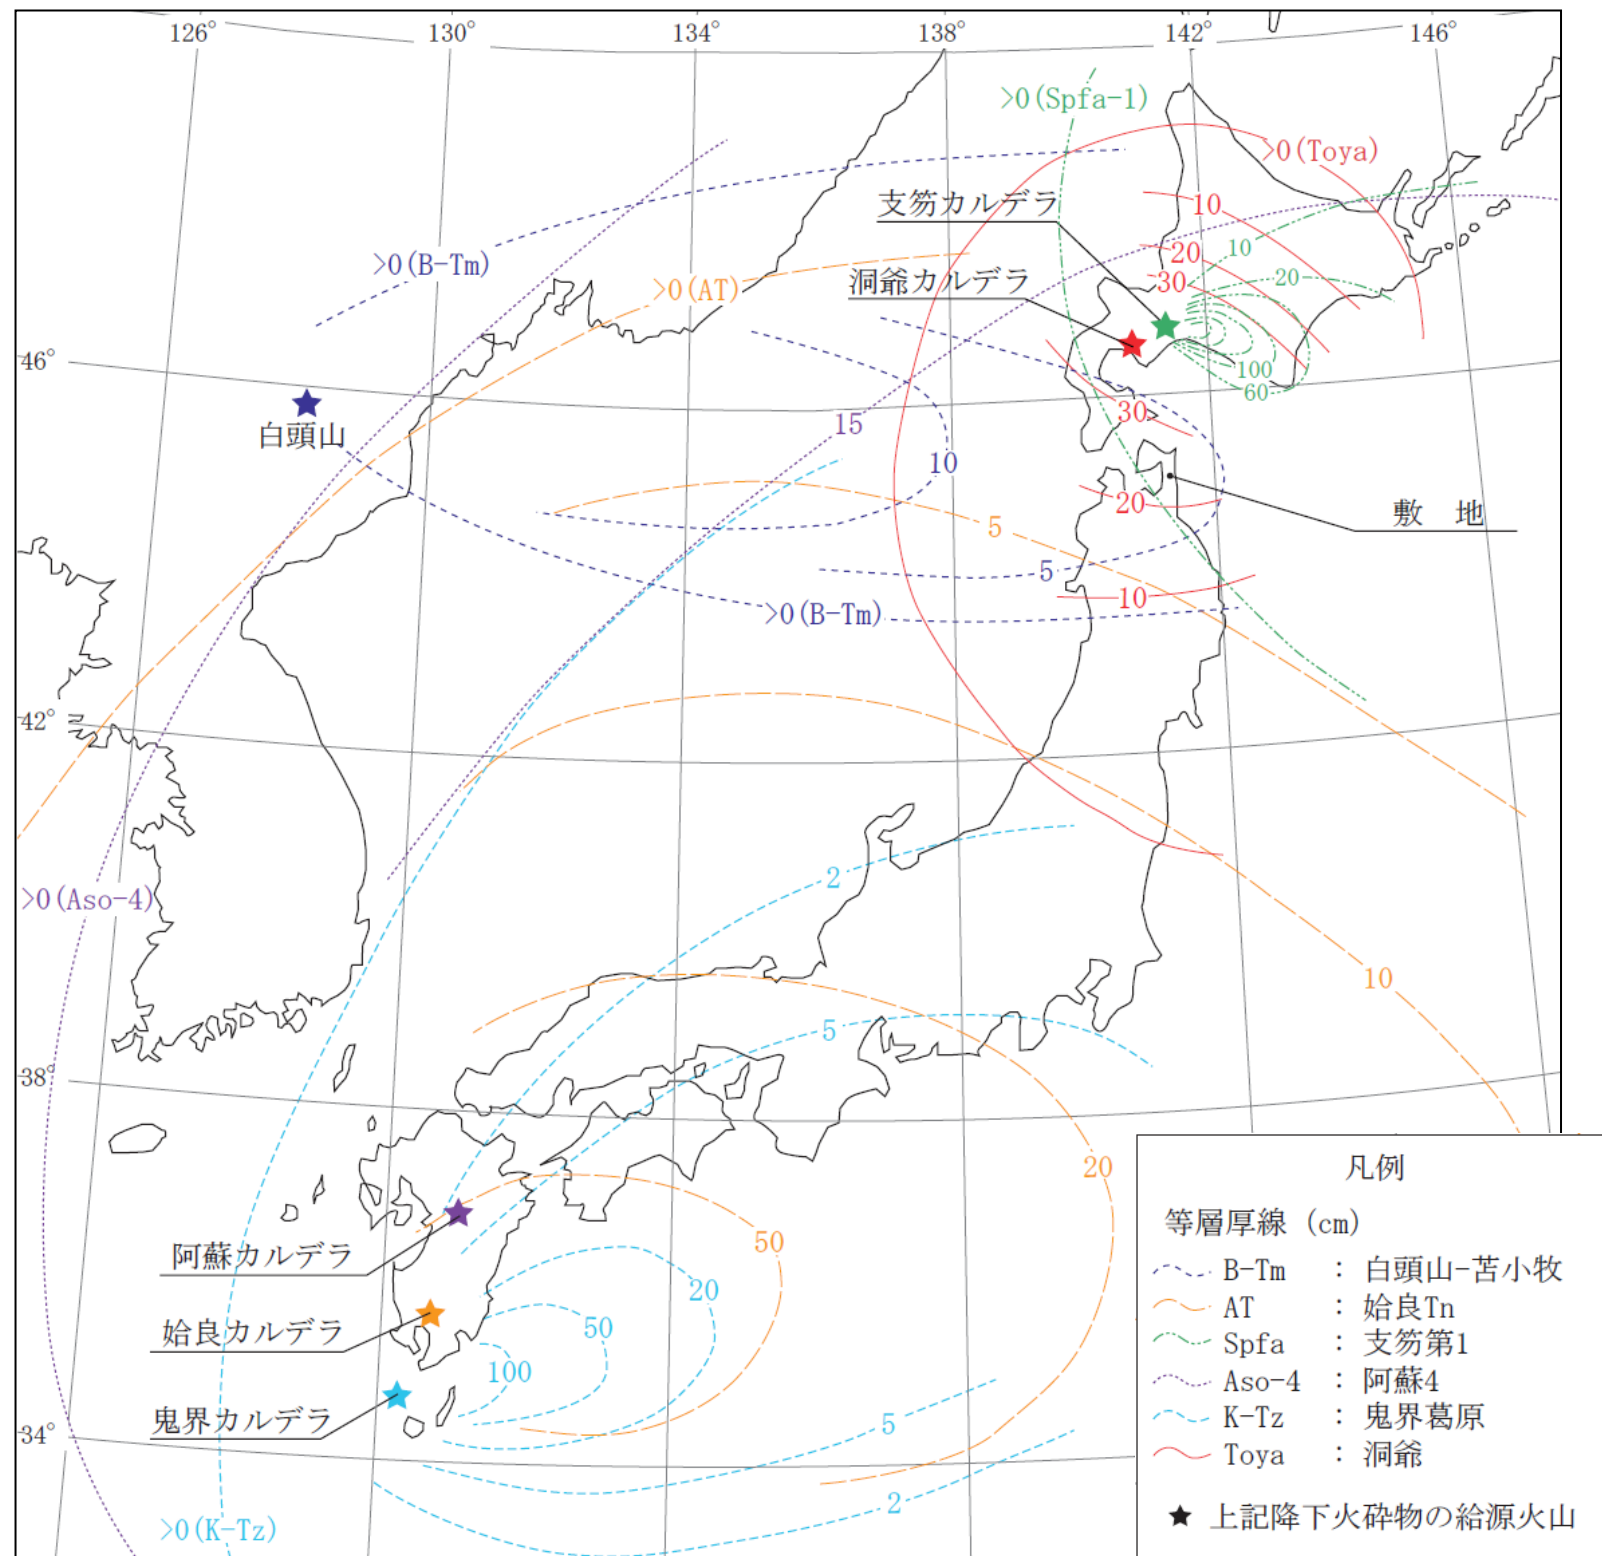 126°
130°
134°
138°
142°
146°
>0(Spfa-1)
>0(Toya)
支笏カルデラ
10
10
>0(B-Tm)
20
>0(AT)
洞爺カルデラ
30
20
46°
100
60
白頭山
15
30
10
20
敷 地
5
5
10
>0(B-Tm)
42°
2
>0(Aso-4)
10
5
38°
20
50
阿蘇カルデラ
20
姶良カルデラ
50
100
鬼界カルデラ
5
34°
2
>0(K-Tz)
凡例
等層厚線 (cm)
B-Tm : 白頭山-苫小牧
AT : 姶良Tn
Spfa : 支笏第1
Aso-4 : 阿蘇4
K-Tz : 鬼界葛原
Toya : 洞爺
★ 上記降下火砕物の給源火山